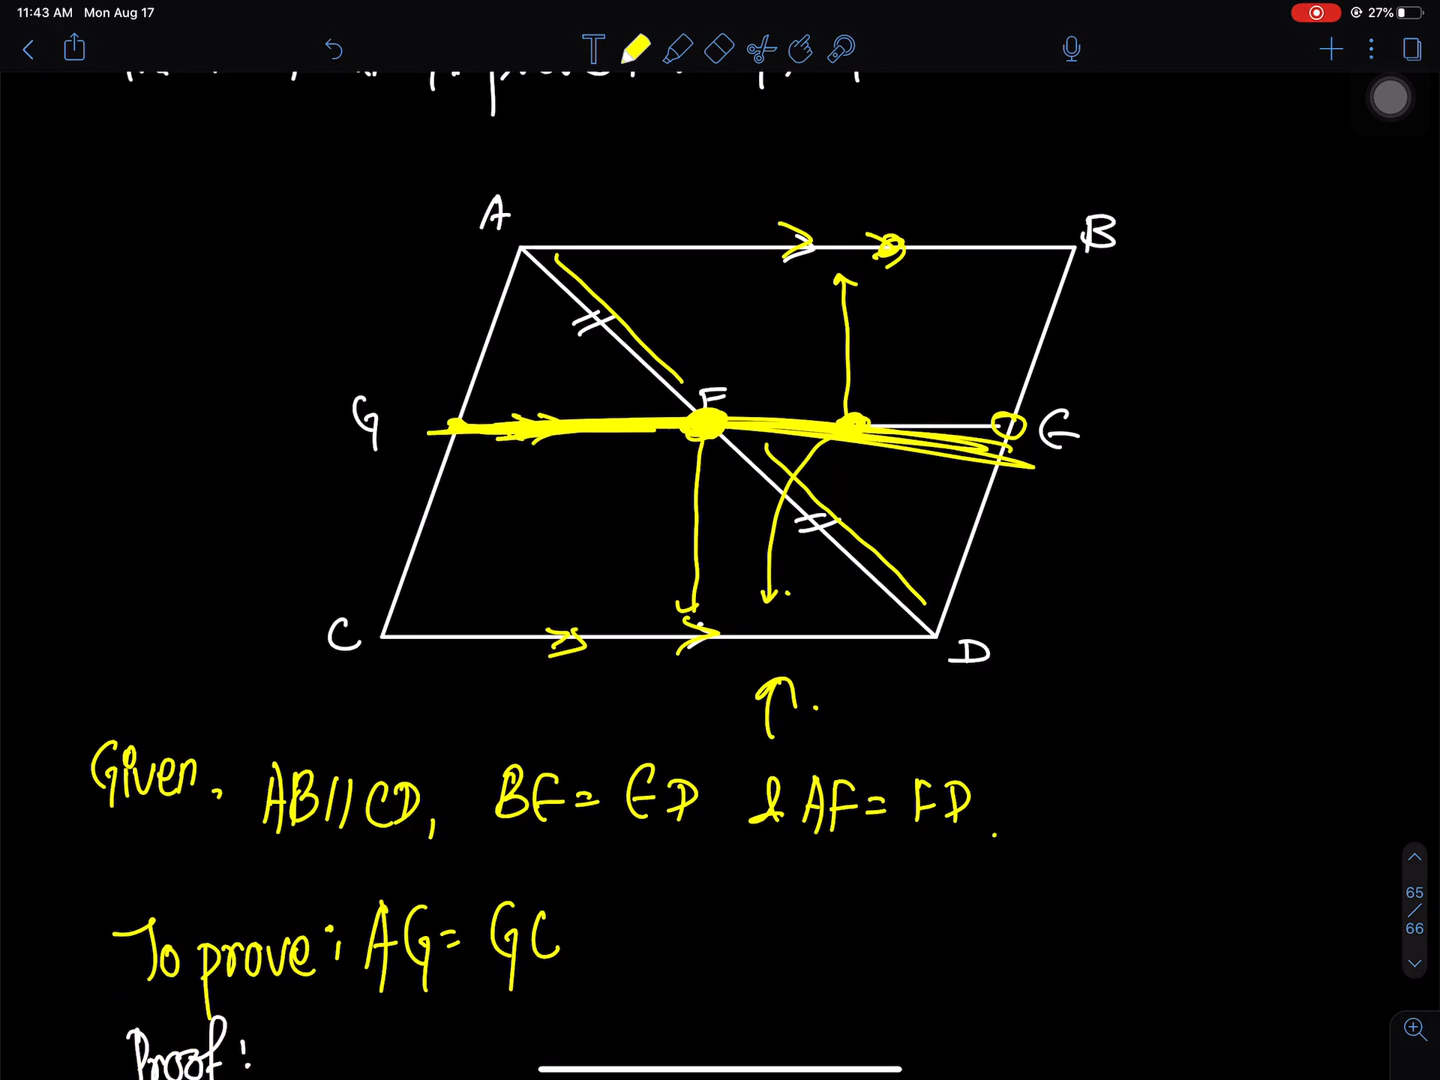 11:43 AM Mon Aug 17
27%
A
B
F
G
E
C
D
Given, AB//CD, BE = ED & AF = FD.
65
/
66
To prove: AG = GC
Proof: